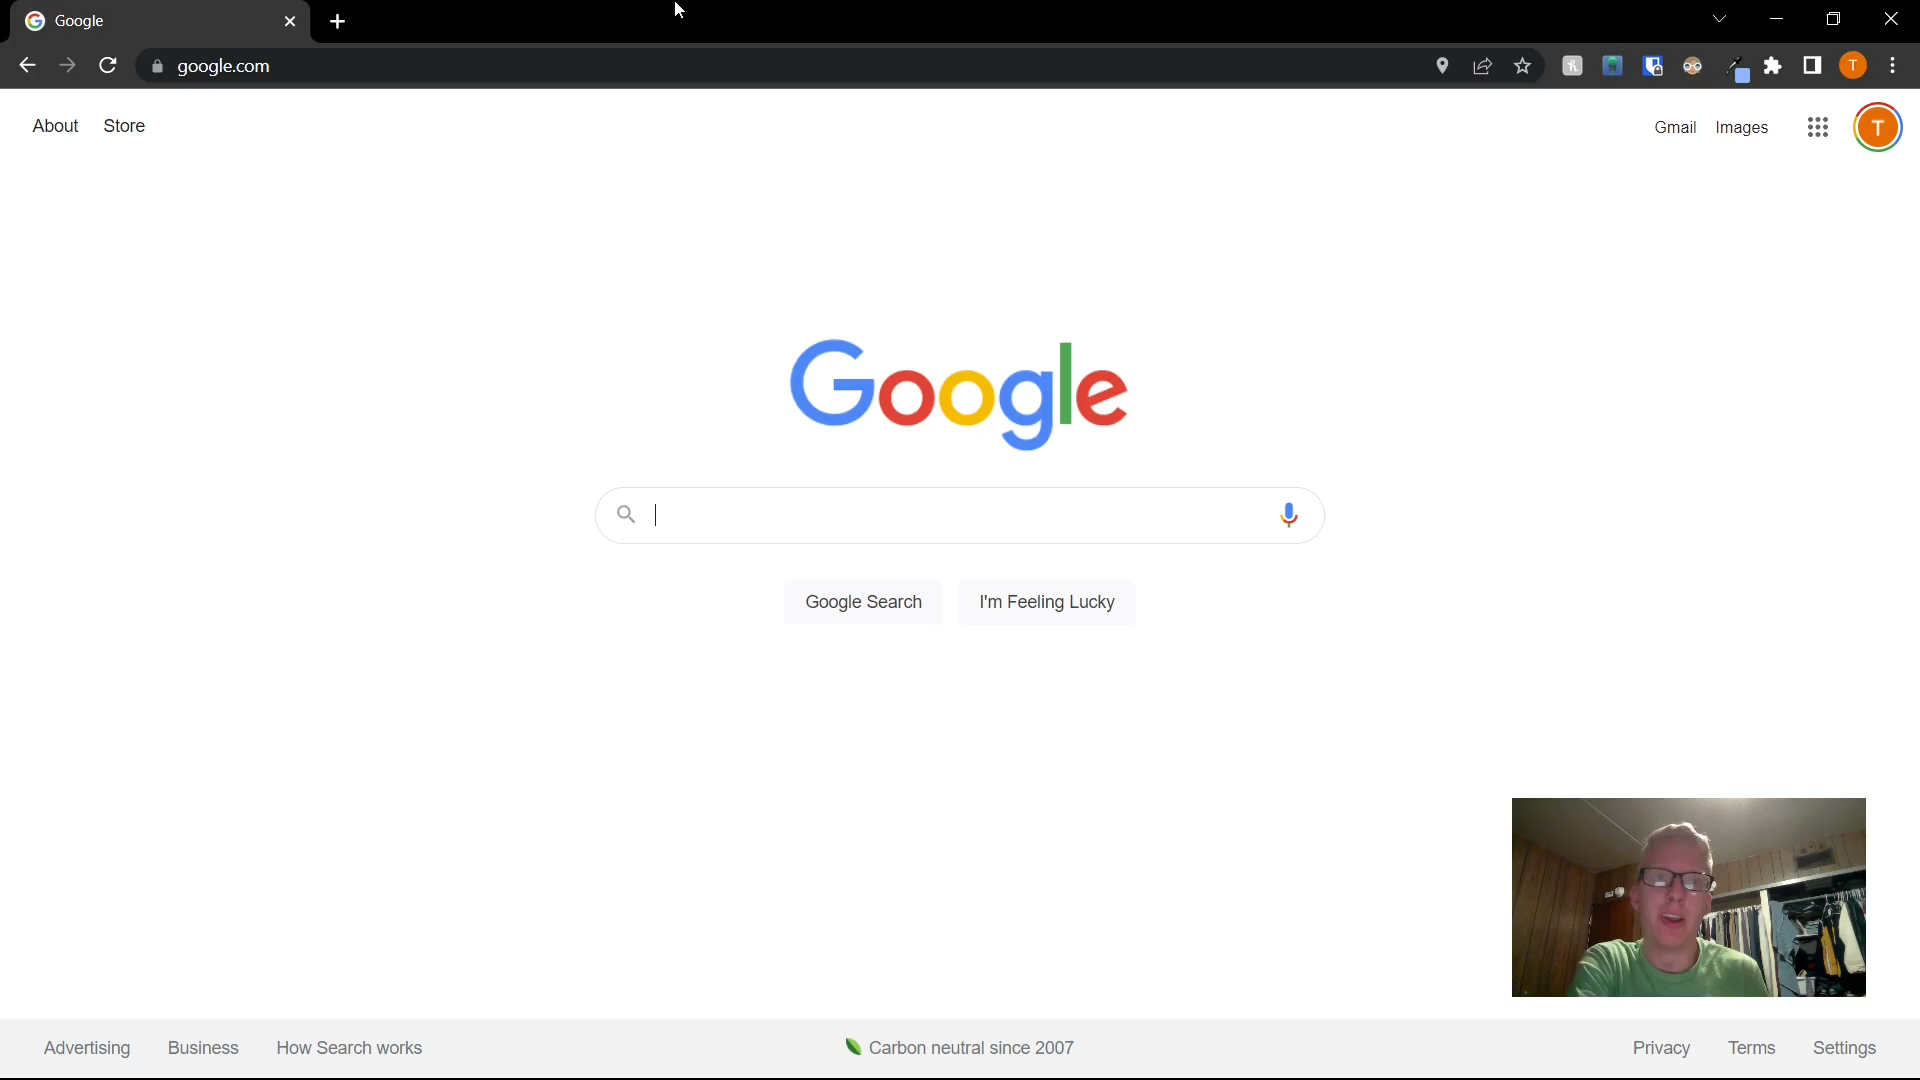 Google
google.com
T
About Store
Gmail Images
T
Google
Google Search I'm Feeling Lucky
Advertising Business How Search works
Carbon neutral since 2007
Privacy Terms Settings